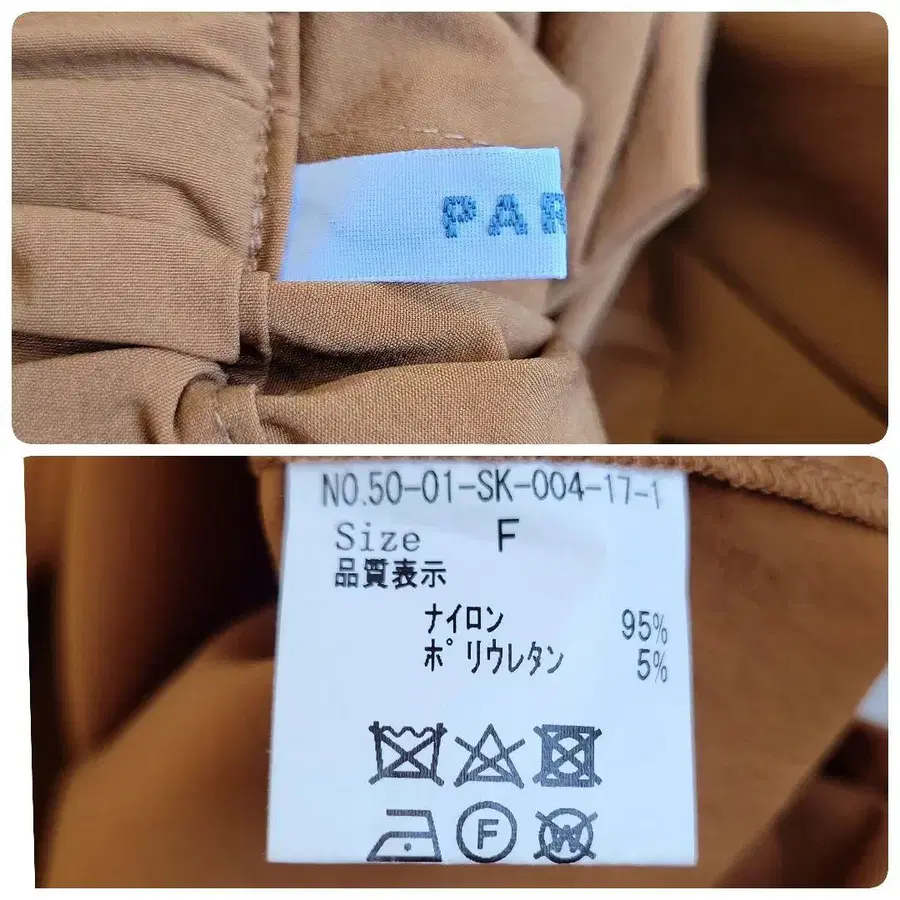 PAR
NO.50-01-SK-004-17-1
Size F
品質表示
ナイロン 95%
ポリウレタン 5%
F
W